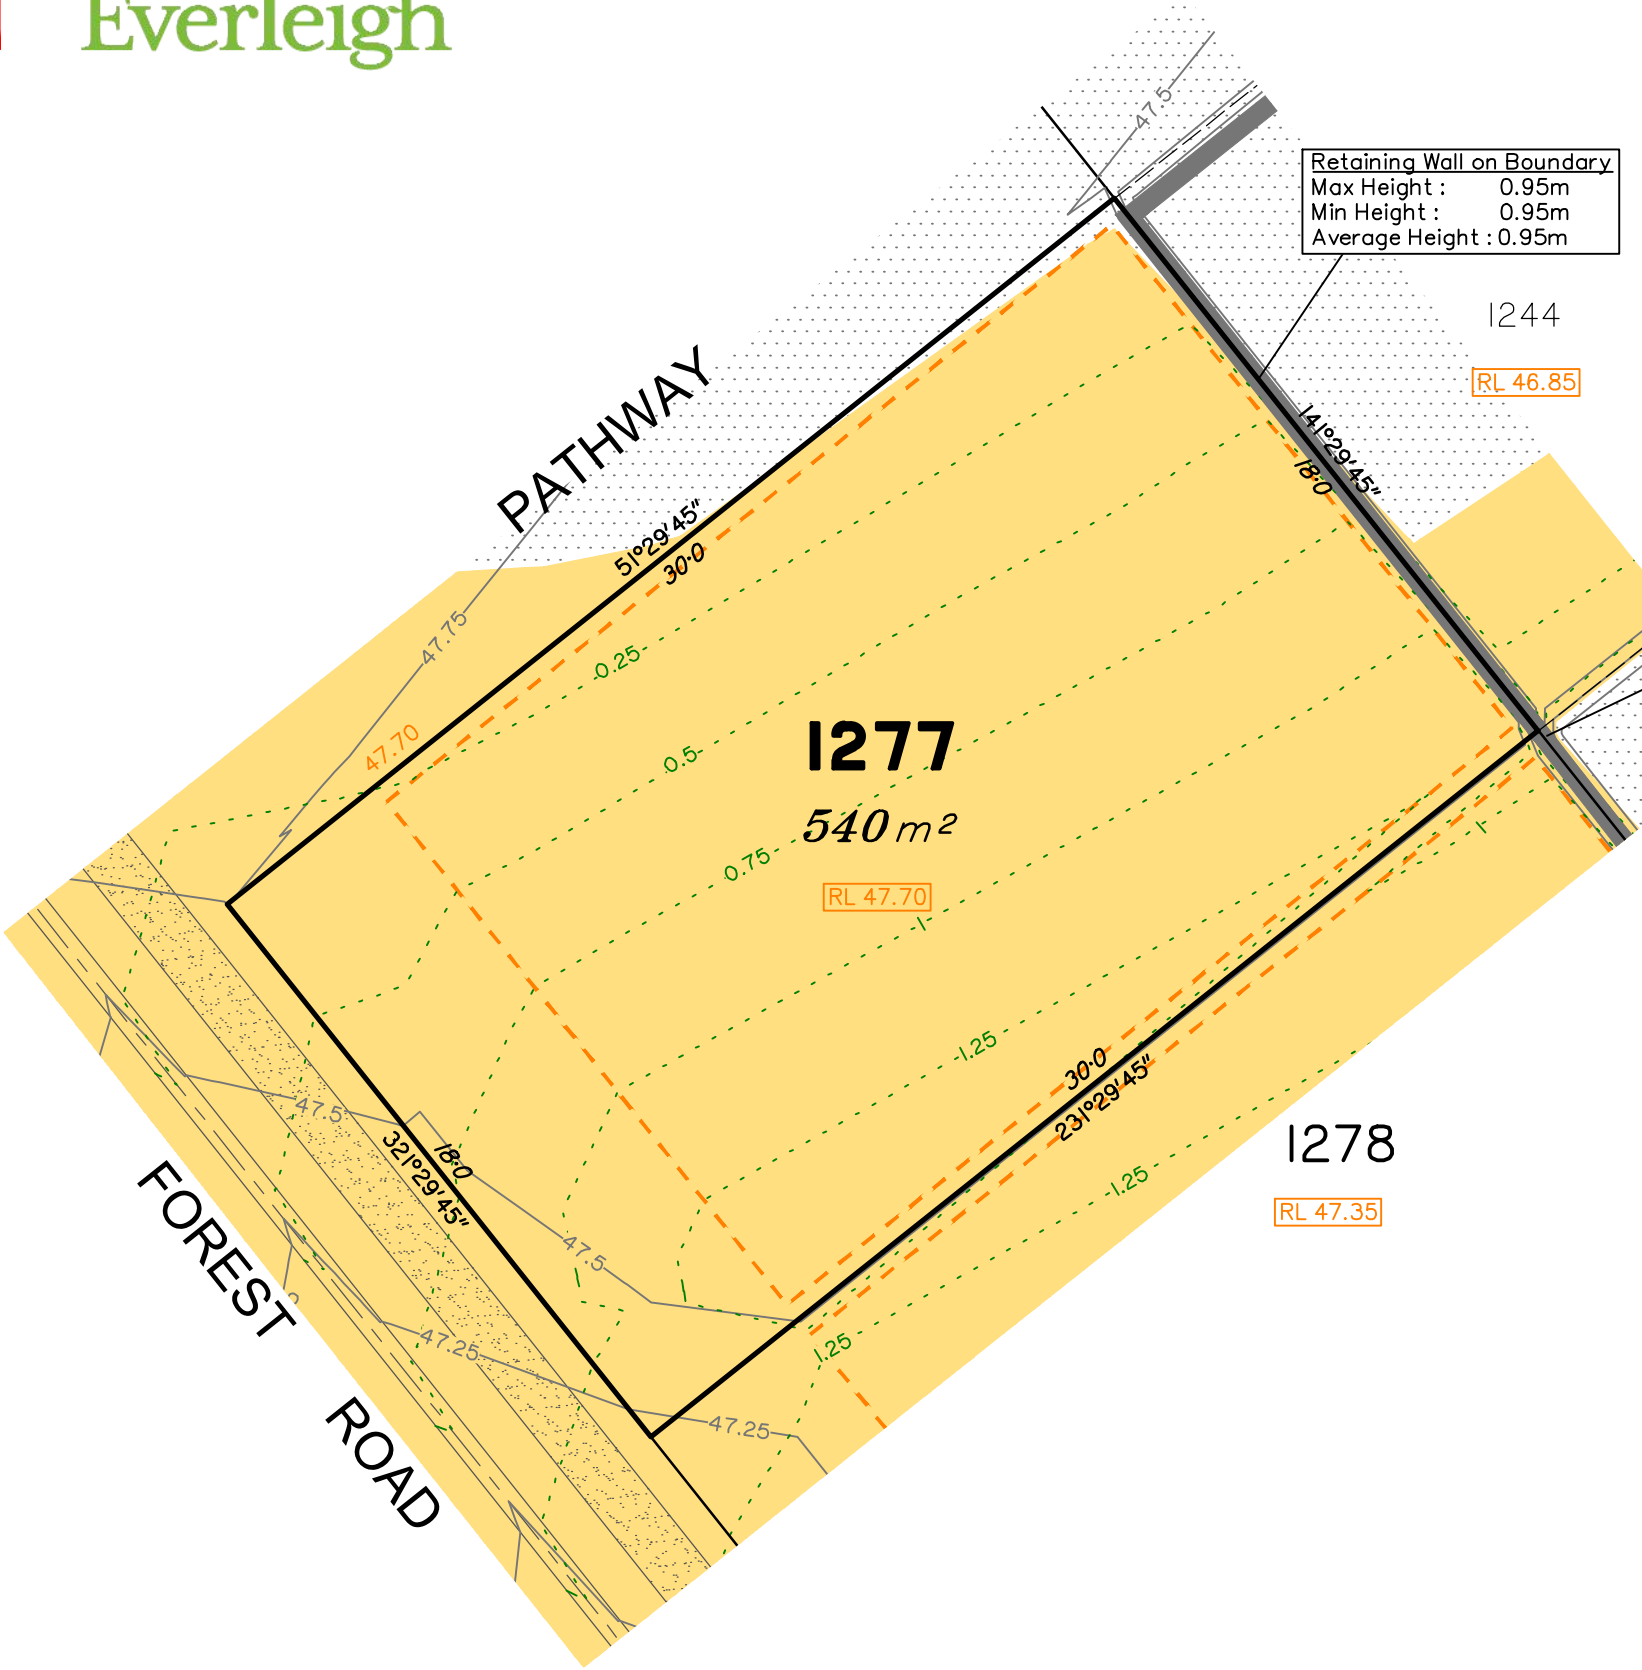 Everleigh
47.5
Retaining Wall on Boundary
Max Height : 0.95m
Min Height : 0.95m
Average Height : 0.95m
1244
RL 46.85
PATHWAY
141°29'45"
18·0
51°29'45"
30·0
47.75
0.25
47.70
0.5
1277
540 m²
0.75
RL 47.70
1
1
1.25
30·0
231°29'45"
1278
1.25
RL 47.35
47.5
18·0
321°29'45"
47.5
FOREST
ROAD
47.25
1.25
47.25